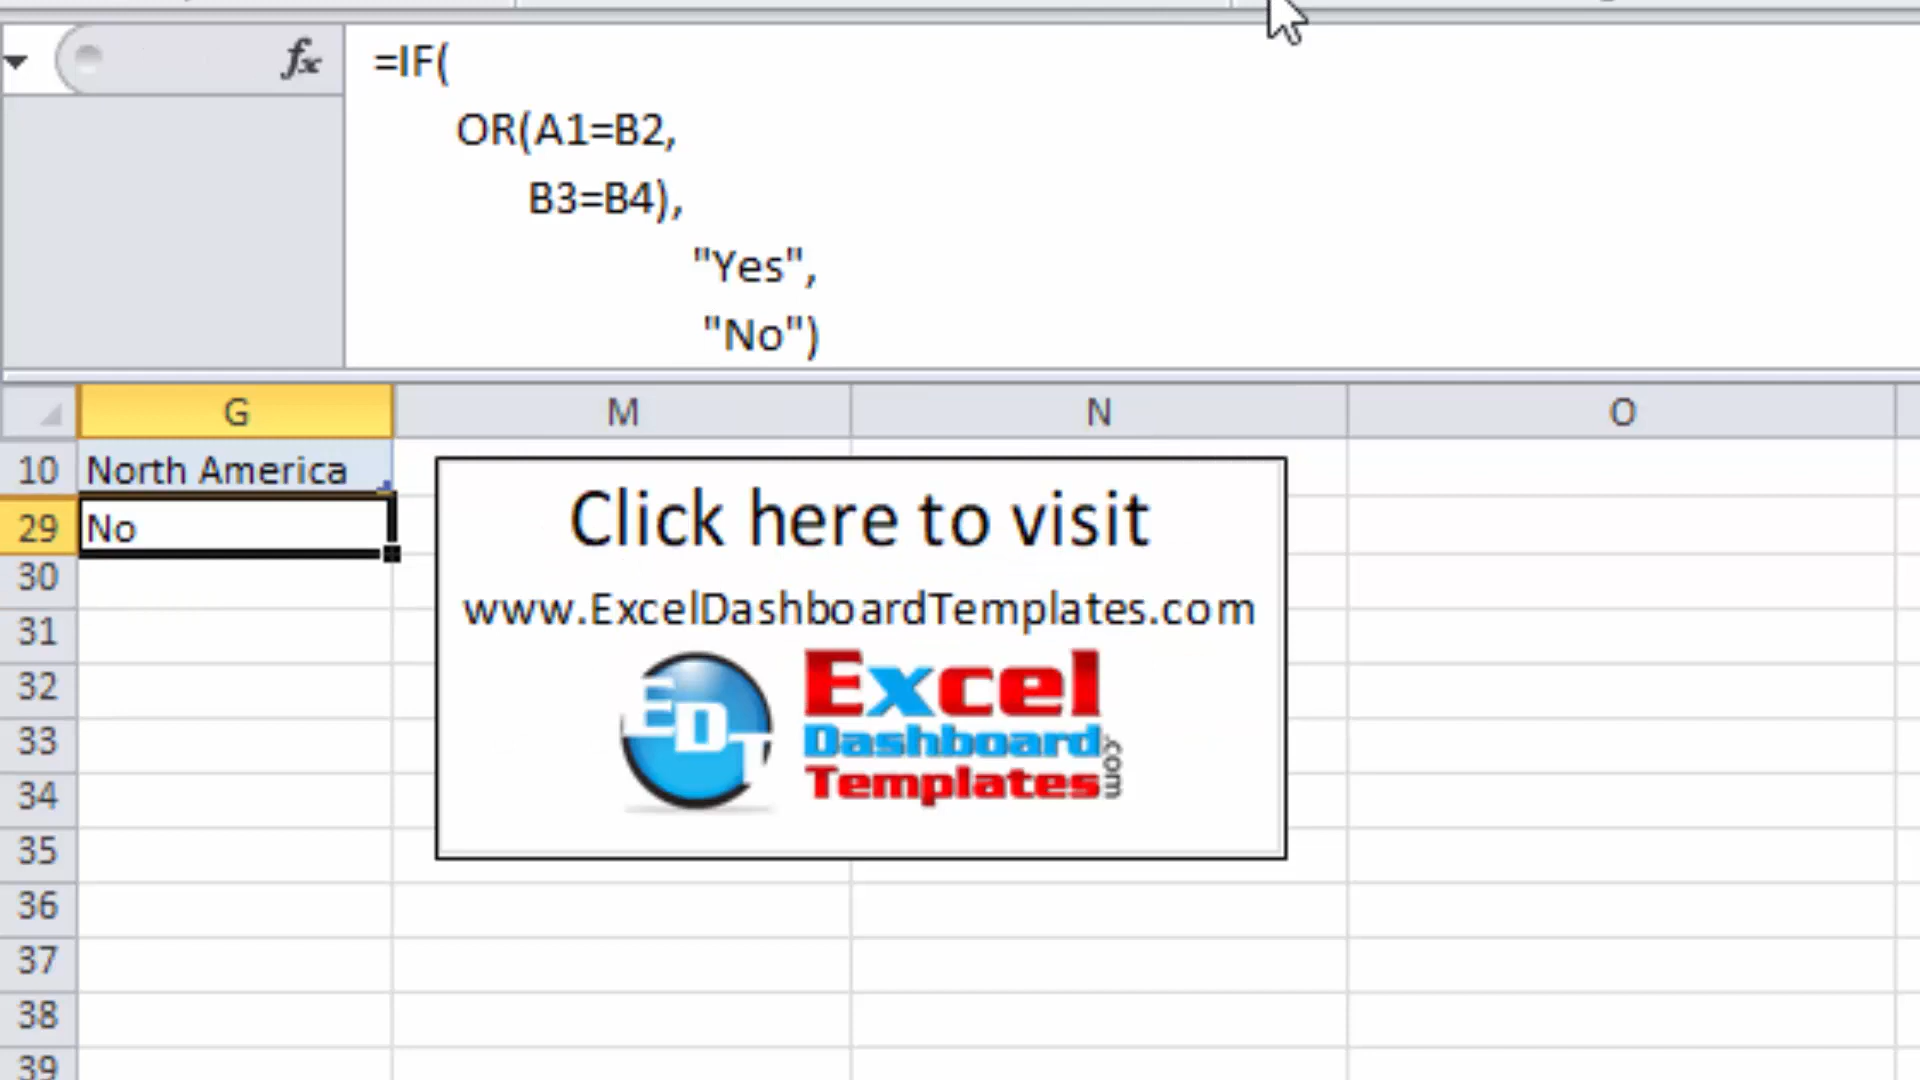 fx
=IF(
OR(A1=B2,
B3=B4),
"Yes",
"No")
G M N O
10 North America
29 No
30
31
32
33
34
35
36
37
38
39
Click here to visit
www.ExcelDashboardTemplates.com
EDT
Excel
Dashboard
Templates
.com